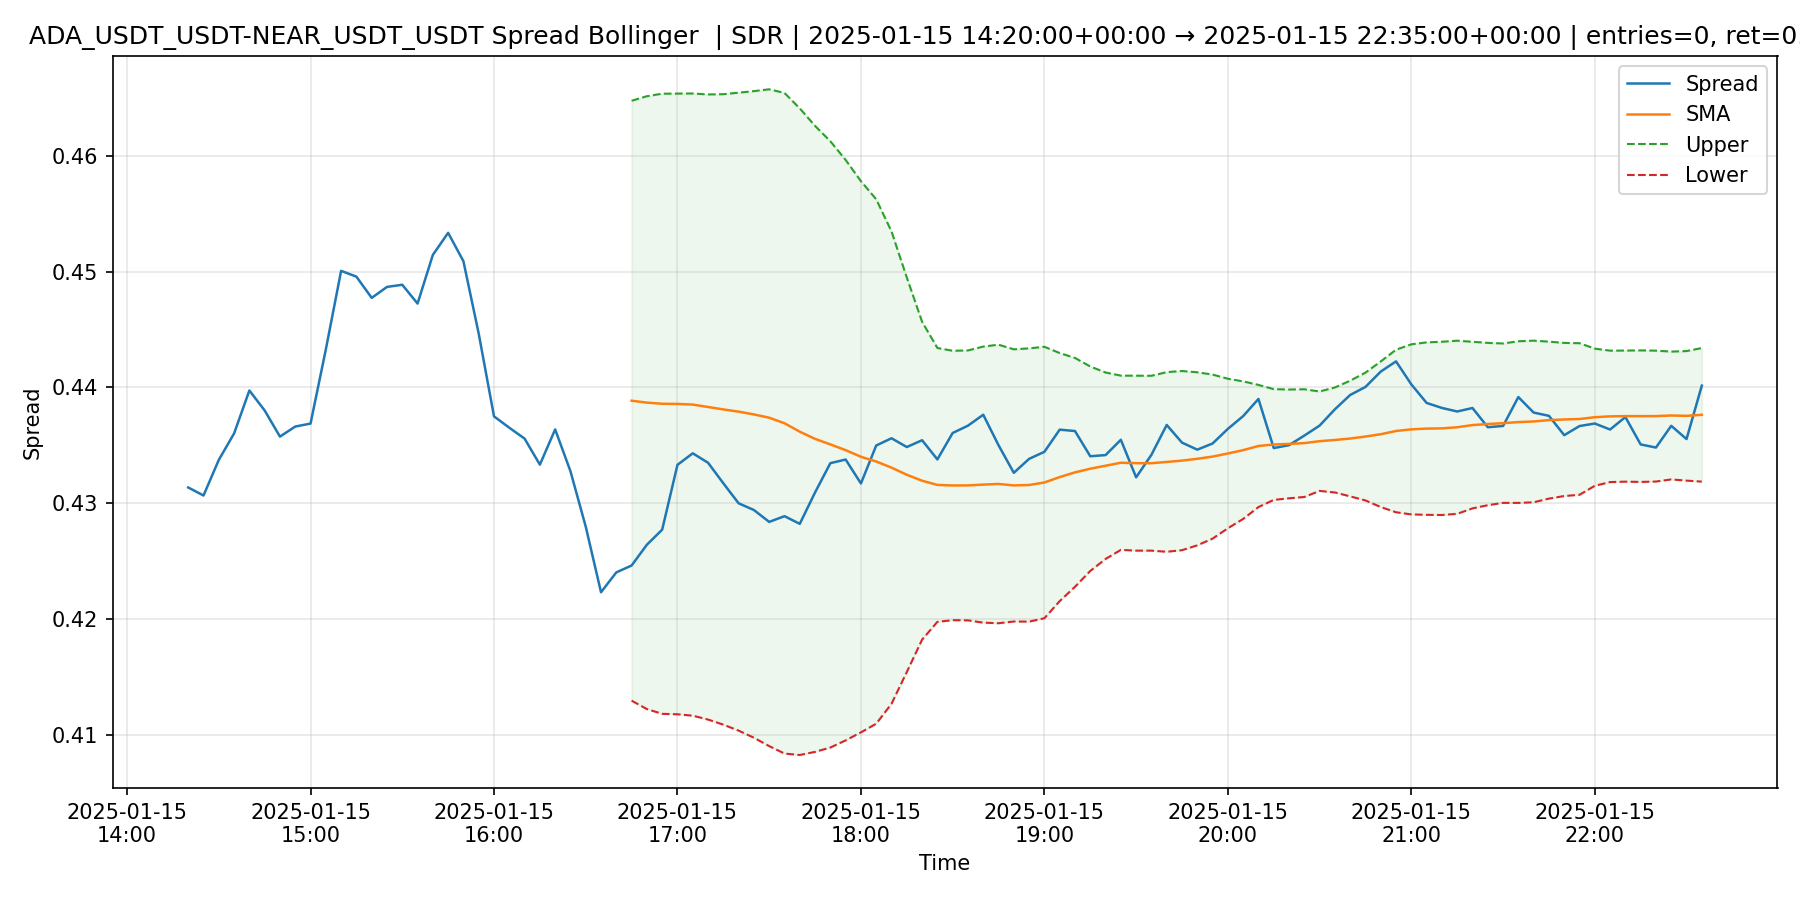 ADA_USDT_USDT-NEAR_USDT_USDT Spread Bollinger | SDR | 2025-01-15 14:20:00+00:00 → 2025-01-15 22:35:00+00:00 | entries=0, ret=0.
Spread
SMA
Upper
Lower
Spread
0.46
0.45
0.44
0.43
0.42
0.41
2025-01-15 2025-01-15 2025-01-15 2025-01-15 2025-01-15 2025-01-15 2025-01-15 2025-01-15 2025-01-15
14:00 15:00 16:00 17:00 18:00 19:00 20:00 21:00 22:00
Time